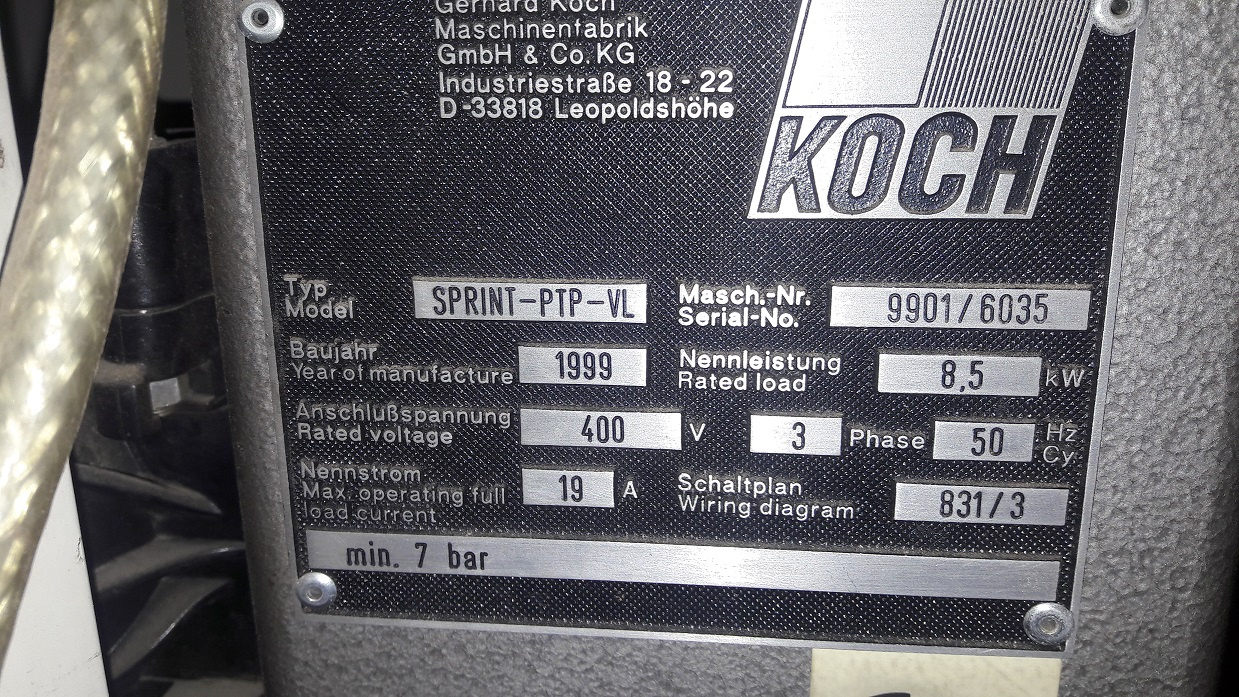 Gerhard Koch
Maschinenfabrik
GmbH & Co. KG
Industriestraße 18 - 22
D-33818 Leopoldshöhe
KOCH
Typ
Model
SPRINT-PTP-VL
Masch.-Nr.
Serial-No.
9901/6035
Baujahr
Year of manufacture
1999
Nennleistung
Rated load
8,5
kW
Anschlußspannung
Rated voltage
400
V
3
Phase
50
Hz
Cy.
Nennstrom
Max. operating full
load current
19
A
Schaltplan
Wiring diagram
831/3
min. 7 bar